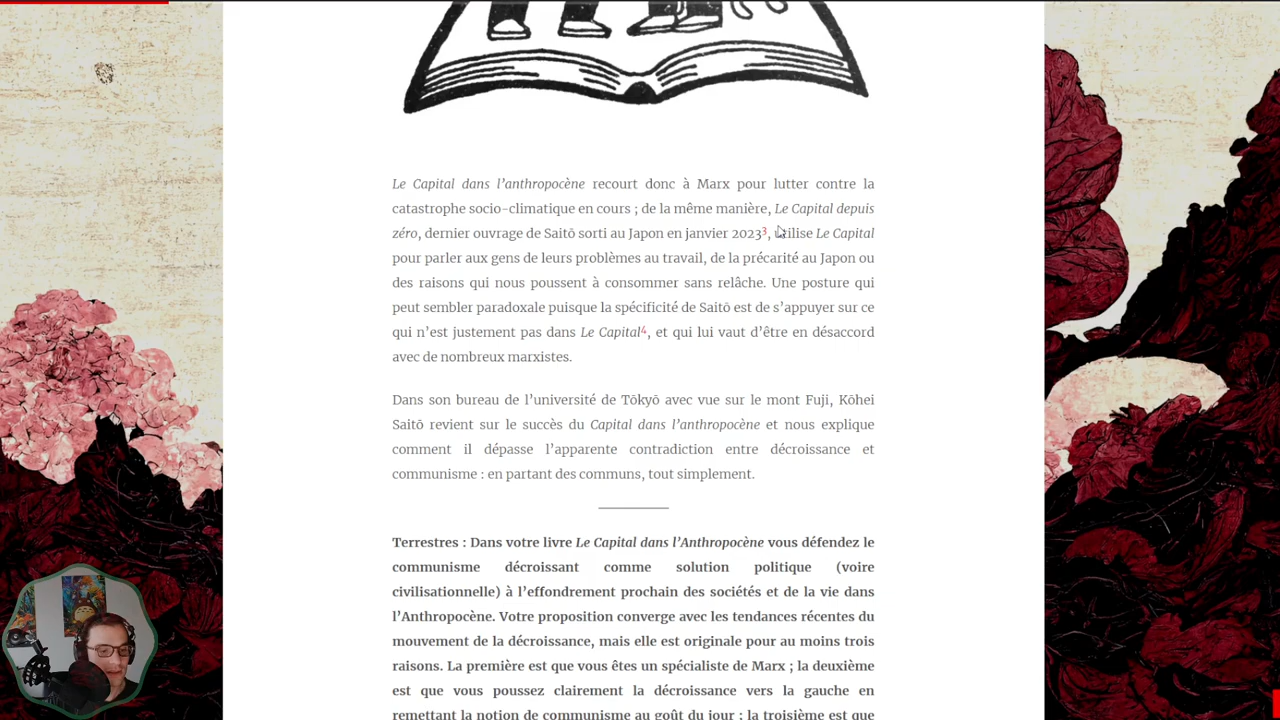 Le Capital dans l’anthropocène recourt donc à Marx pour lutter contre la
catastrophe socio-climatique en cours ; de la même manière, Le Capital depuis
zéro, dernier ouvrage de Saitō sorti au Japon en janvier 2023³, utilise Le Capital
pour parler aux gens de leurs problèmes au travail, de la précarité au Japon ou
des raisons qui nous poussent à consommer sans relâche. Une posture qui
peut sembler paradoxale puisque la spécificité de Saitō est de s’appuyer sur ce
qui n’est justement pas dans Le Capital⁴, et qui lui vaut d’être en désaccord
avec de nombreux marxistes.
Dans son bureau de l’université de Tōkyō avec vue sur le mont Fuji, Kōhei
Saitō revient sur le succès du Capital dans l’anthropocène et nous explique
comment il dépasse l’apparente contradiction entre décroissance et
communisme : en partant des communs, tout simplement.
Terrestres : Dans votre livre Le Capital dans l’Anthropocène vous défendez le
communisme décroissant comme solution politique (voire
civilisationnelle) à l’effondrement prochain des sociétés et de la vie dans
l’Anthropocène. Votre proposition converge avec les tendances récentes du
mouvement de la décroissance, mais elle est originale pour au moins trois
raisons. La première est que vous êtes un spécialiste de Marx ; la deuxième
est que vous poussez clairement la décroissance vers la gauche en
remettant la notion de communisme au goût du jour ; la troisième est que